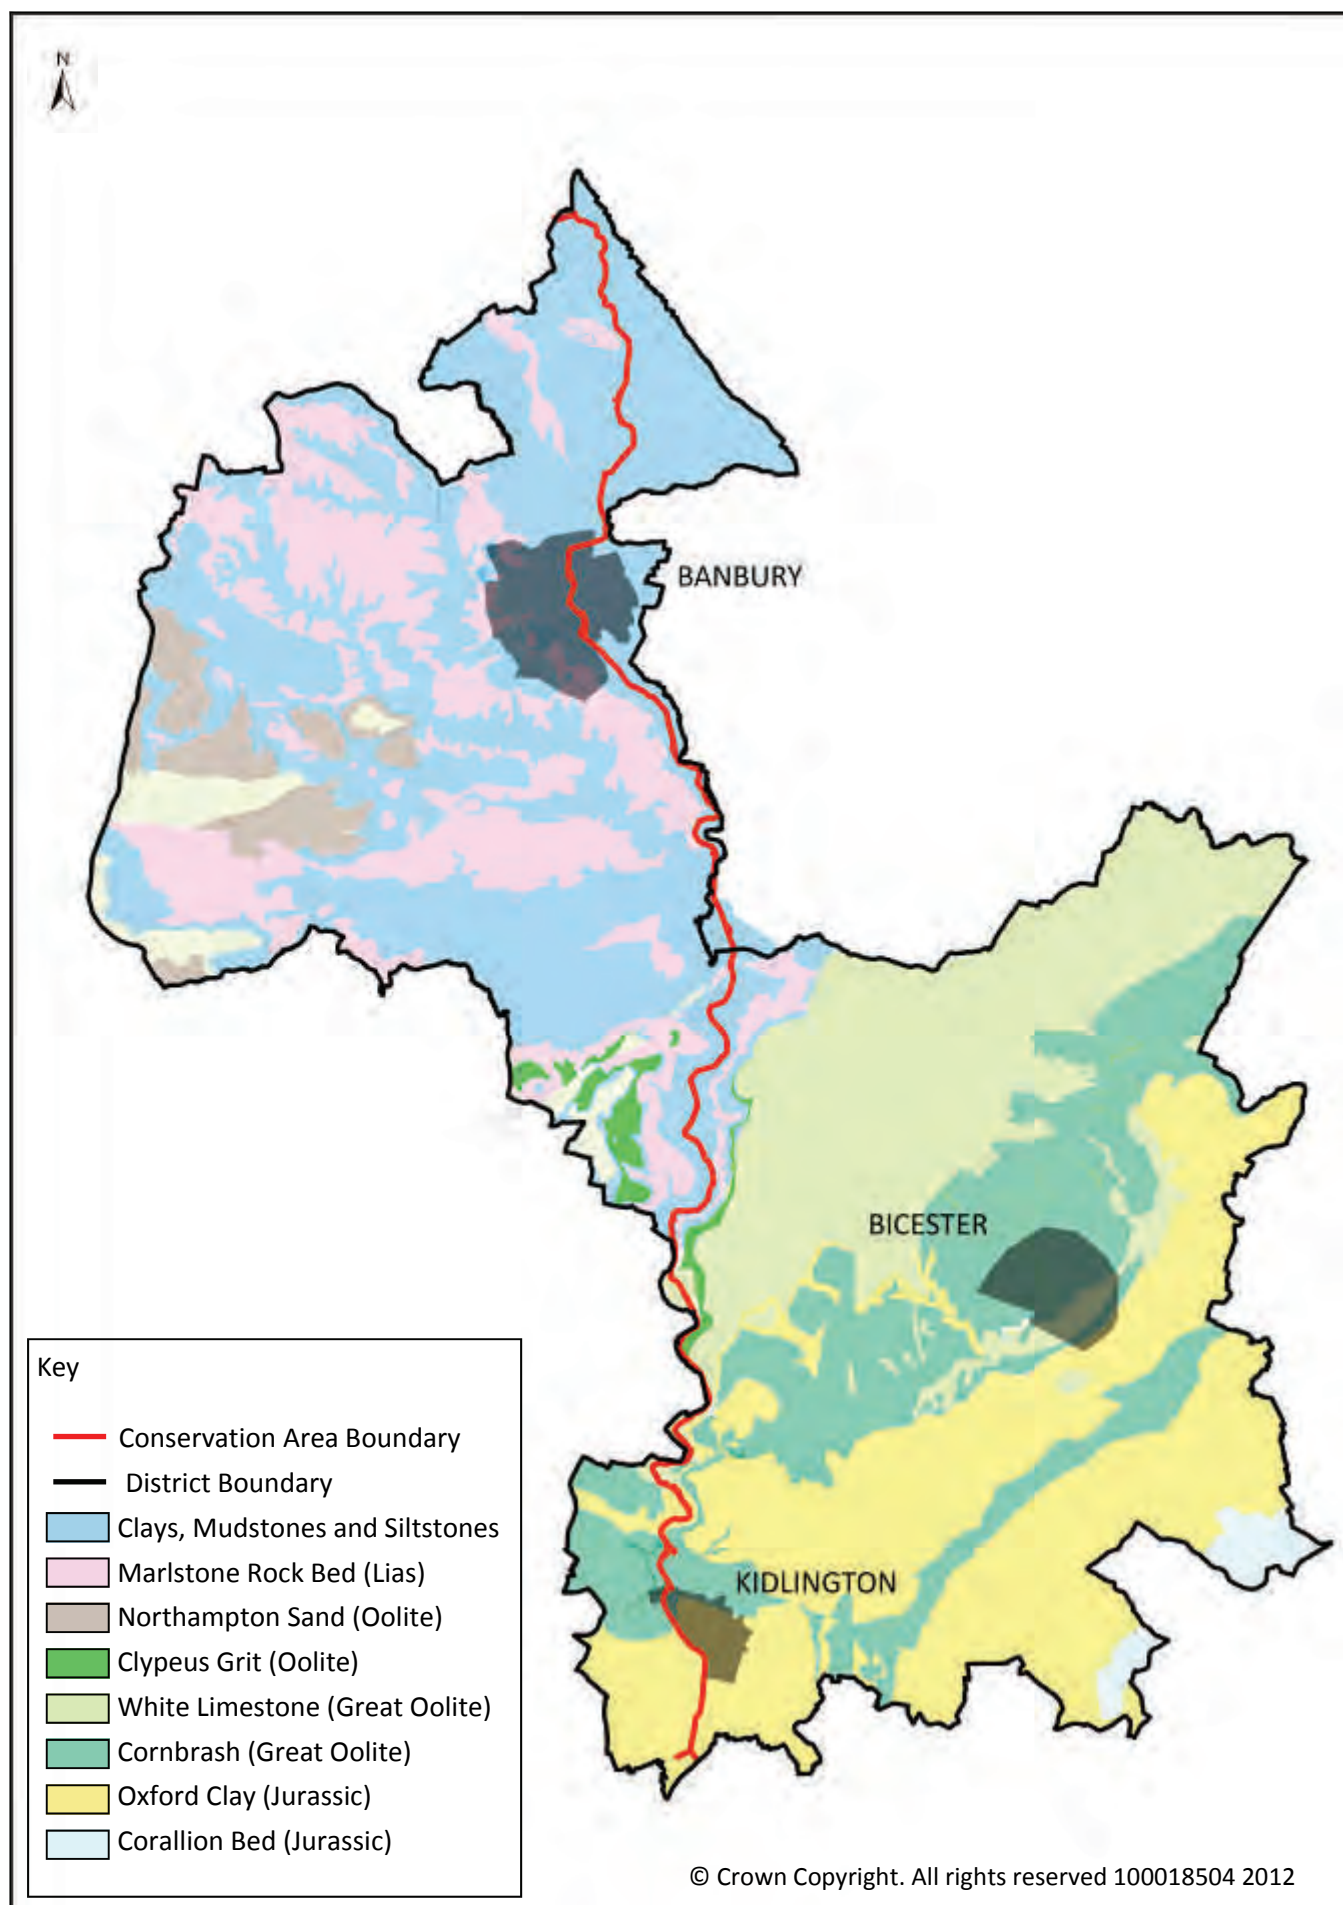 N
BANBURY
BICESTER
KIDLINGTON
Key
Conservation Area Boundary
District Boundary
Clays, Mudstones and Siltstones
Marlstone Rock Bed (Lias)
Northampton Sand (Oolite)
Clypeus Grit (Oolite)
White Limestone (Great Oolite)
Cornbrash (Great Oolite)
Oxford Clay (Jurassic)
Corallion Bed (Jurassic)
© Crown Copyright. All rights reserved 100018504 2012